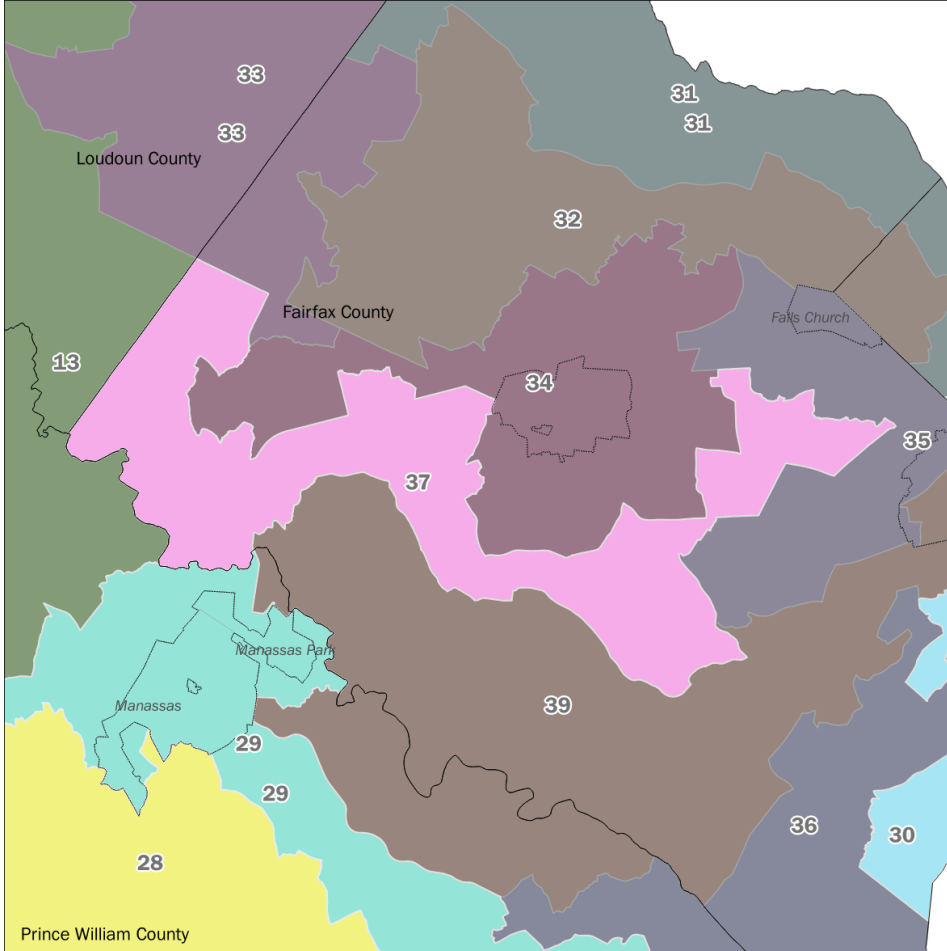 33
31
31
33
Loudoun County
32
Fairfax County
Falls Church
13
34
35
37
Manassas Park
Manassas
39
29
29
36
30
28
Prince William County